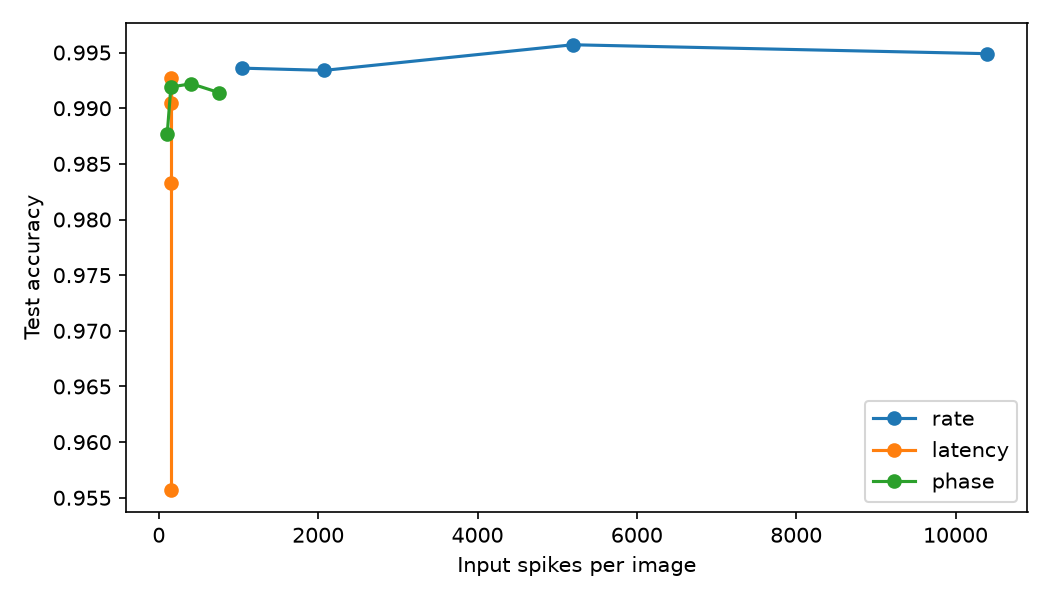 0.995
0.990
0.985
0.980
0.975
0.970
0.965
0.960
0.955
Test accuracy
0 2000 4000 6000 8000 10000
Input spikes per image
rate
latency
phase